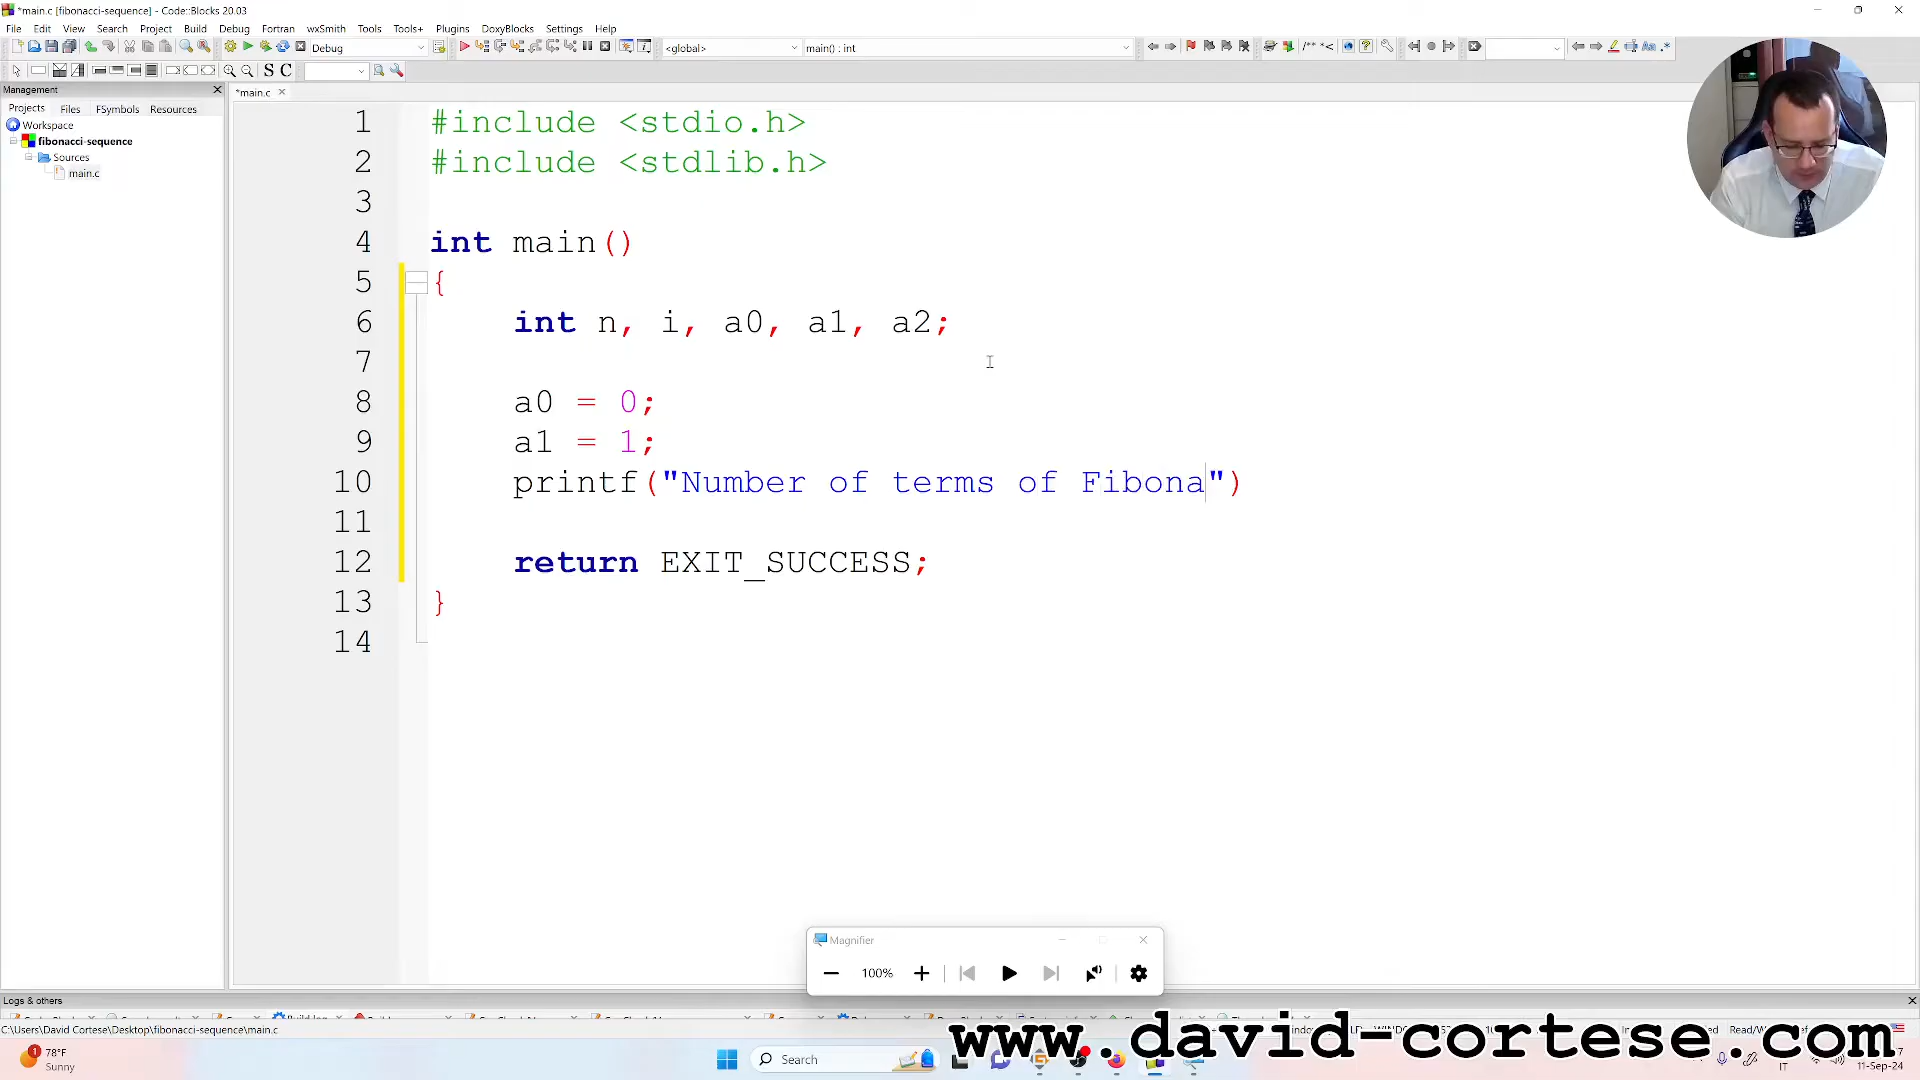 *main.c [fibonacci-sequence] - Code::Blocks 20.03
File Edit View Search Project Build Debug Fortran wxSmith Tools Tools+ Plugins DoxyBlocks Settings Help
Debug <global> main() : int
S C
Management
Projects Files FSymbols Resources
*main.c
Workspace
fibonacci-sequence
Sources
main.c
1 #include <stdio.h>
2 #include <stdlib.h>
3
4 int main()
5 {
6 int n, i, a0, a1, a2;
7
8 a0 = 0;
9 a1 = 1;
10 printf("Number of terms of Fibona")
11
12 return EXIT_SUCCESS;
13 }
14
Magnifier
100%
Logs & others
C:\Users\David Cortese\Desktop\fibonacci-sequence\main.c
www.david-cortese.com
1
78°F
Sunny
Search
IT
11-Sep-24